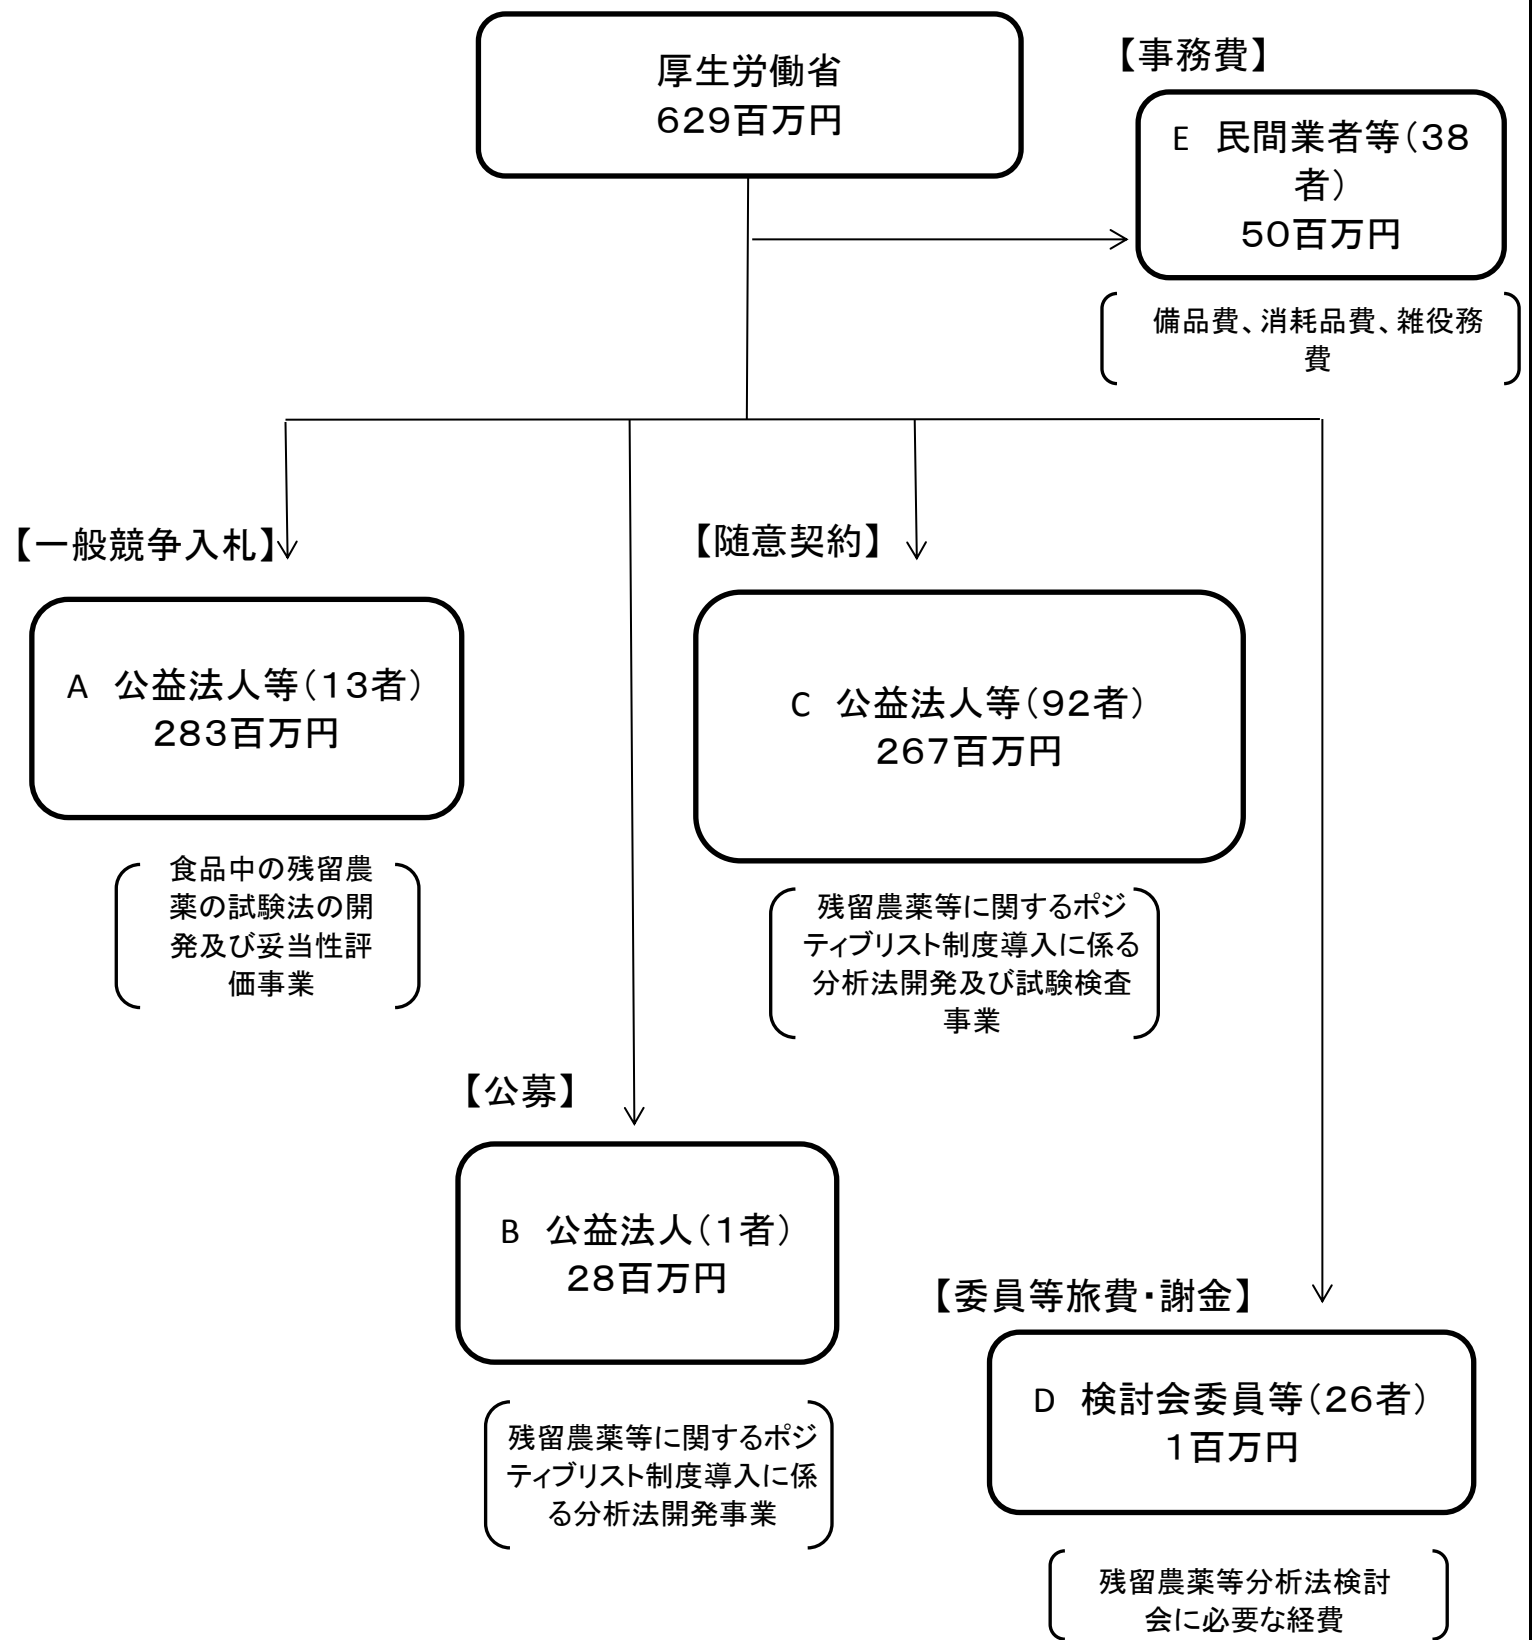 厚生労働省
629百万円
【事務費】
E　民間業者等（38
者）
50百万円
備品費、消耗品費、雑役務
費
【一般競争入札】
A　公益法人等（13者）
283百万円
食品中の残留農
薬の試験法の開
発及び妥当性評
価事業
【随意契約】
C　公益法人等（92者）
267百万円
残留農薬等に関するポジ
ティブリスト制度導入に係る
分析法開発及び試験検査
事業
【公募】
B　公益法人（1者）
28百万円
残留農薬等に関するポジ
ティブリスト制度導入に係
る分析法開発事業
【委員等旅費・謝金】
D　検討会委員等（26者）
1百万円
残留農薬等分析法検討
会に必要な経費